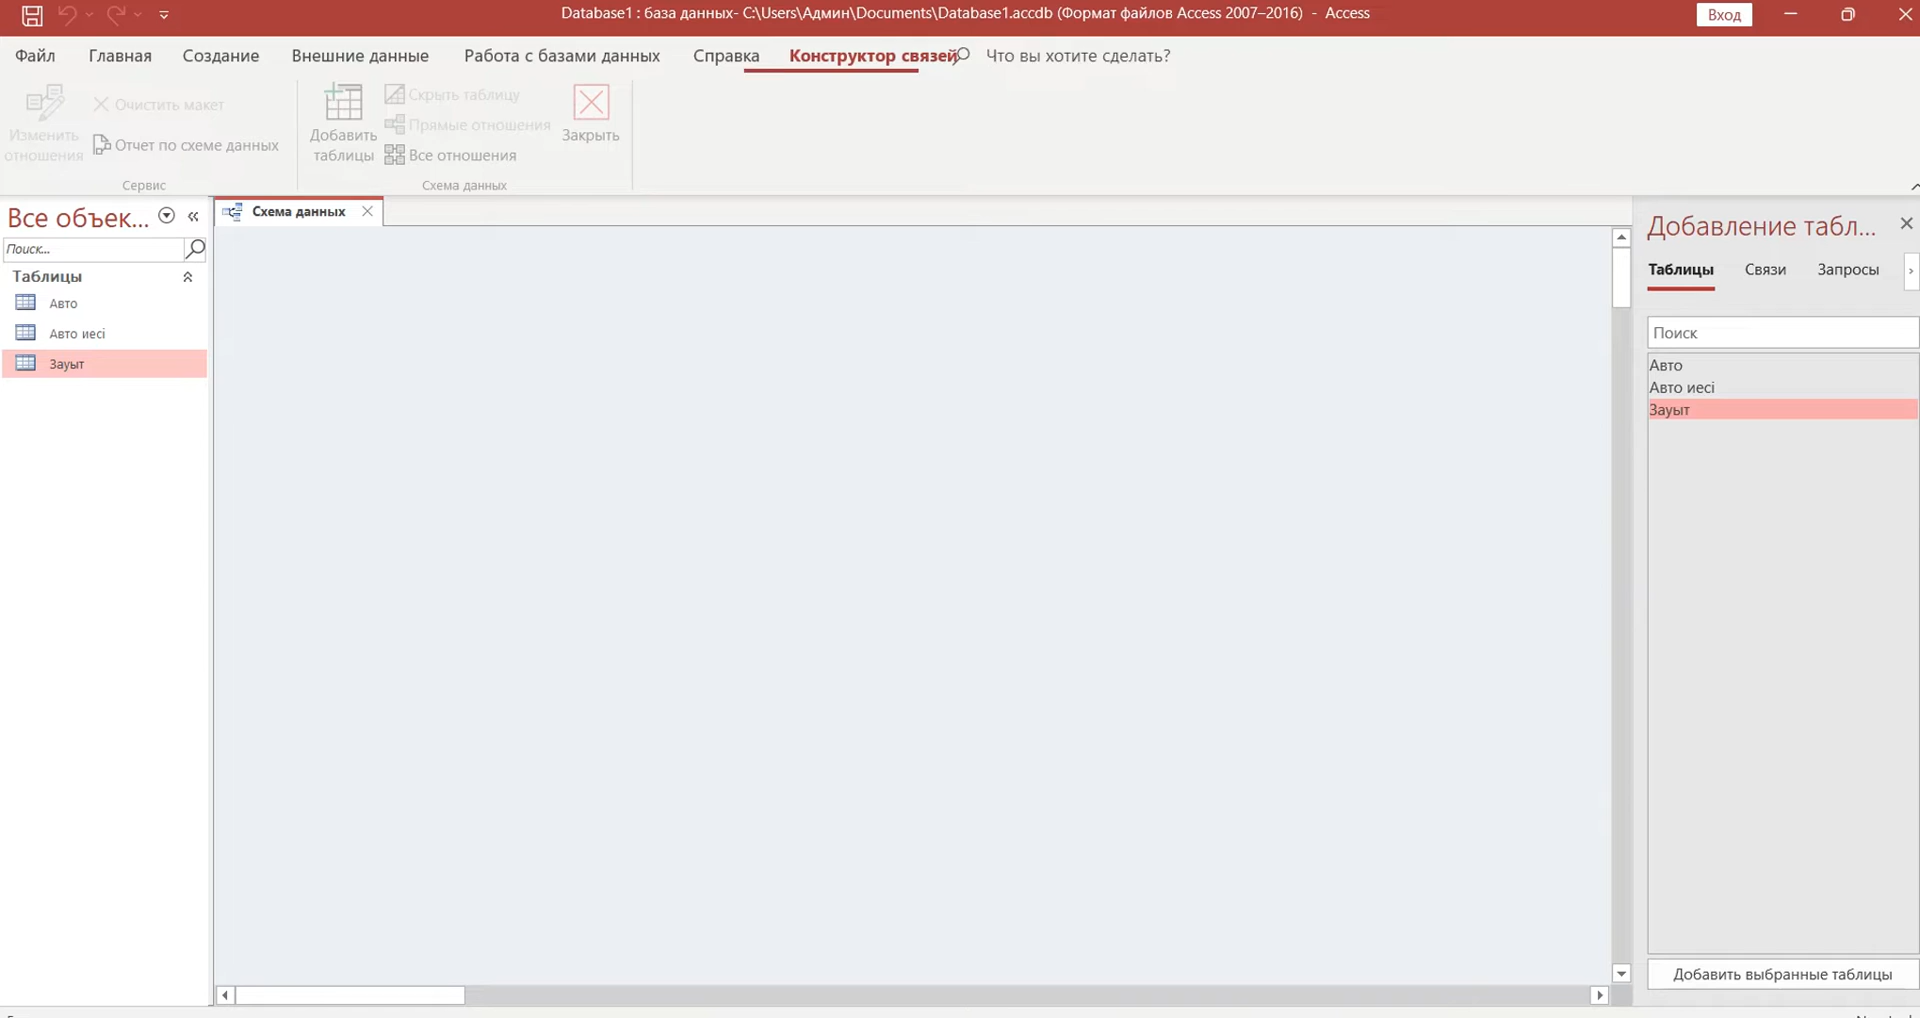 Database1 : база данных- C:\Users\Админ\Documents\Database1.accdb (Формат файлов Access 2007–2016) - Access
Вход
Файл Главная Создание Внешние данные Работа с базами данных Справка Конструктор связей Что вы хотите сделать?
Изменить отношения
Очистить макет
Отчет по схеме данных
Сервис
Добавить таблицы
Скрыть таблицу
Прямые отношения
Все отношения
Закрыть
Схема данных
Все объек...
Поиск...
Таблицы
Авто
Авто иесі
Зауыт
Схема данных
Добавление табл...
Таблицы Связи Запросы
Поиск
Авто
Авто иесі
Зауыт
Добавить выбранные таблицы